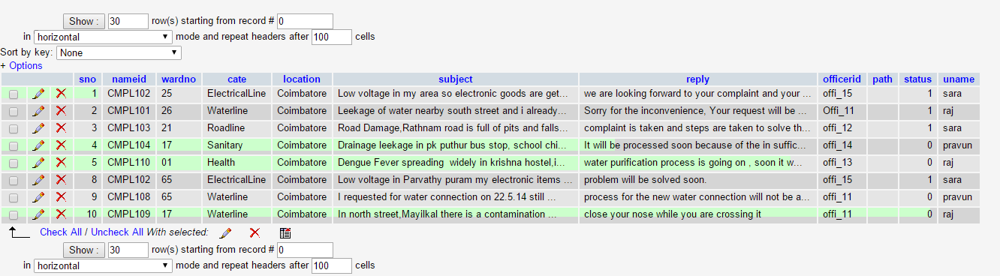 Show : 30 row(s) starting from record # 0
in horizontal mode and repeat headers after 100 cells
Sort by key: None
+ Options
sno nameid wardno cate location subject reply officerid path status uname
1 CMPL102 25 ElectricalLine Coimbatore Low voltage in my area so electronic goods are get... we are looking forward to your complaint and your ... offi_15 1 sara
2 CMPL101 26 Waterline Coimbatore Leekage of water nearby south street and i already... Sorry for the inconvenience, Your request will be ... Offi_11 1 raj
3 CMPL103 21 Roadline Coimbatore Road Damage,Rathnam road is full of pits and falls... complaint is taken and steps are taken to solve th... offi_12 1 sara
4 CMPL104 17 Sanitary Coimbatore Drainage leekage in pk puthur bus stop, school chi... It will be processed soon because of the in suffic... offi_14 0 pravun
5 CMPL110 01 Health Coimbatore Dengue Fever spreading  widely in krishna hostel,i... water purification process is going on , soon it w... offi_13 0 raj
8 CMPL102 65 ElectricalLine Coimbatore Low voltage in Parvathy puram my electronic items ... problem will be solved soon. offi_15 1 sara
9 CMPL108 65 Waterline Coimbatore I requested for water connection on 22.5.14 still ... process for the new water connection will not be a... offi_11 0 pravun
10 CMPL109 17 Waterline Coimbatore In north street,Mayilkal there is a contamination ... close your nose while you are crossing it offi_11 0 raj
Check All / Uncheck All With selected:
Show : 30 row(s) starting from record # 0
in horizontal mode and repeat headers after 100 cells